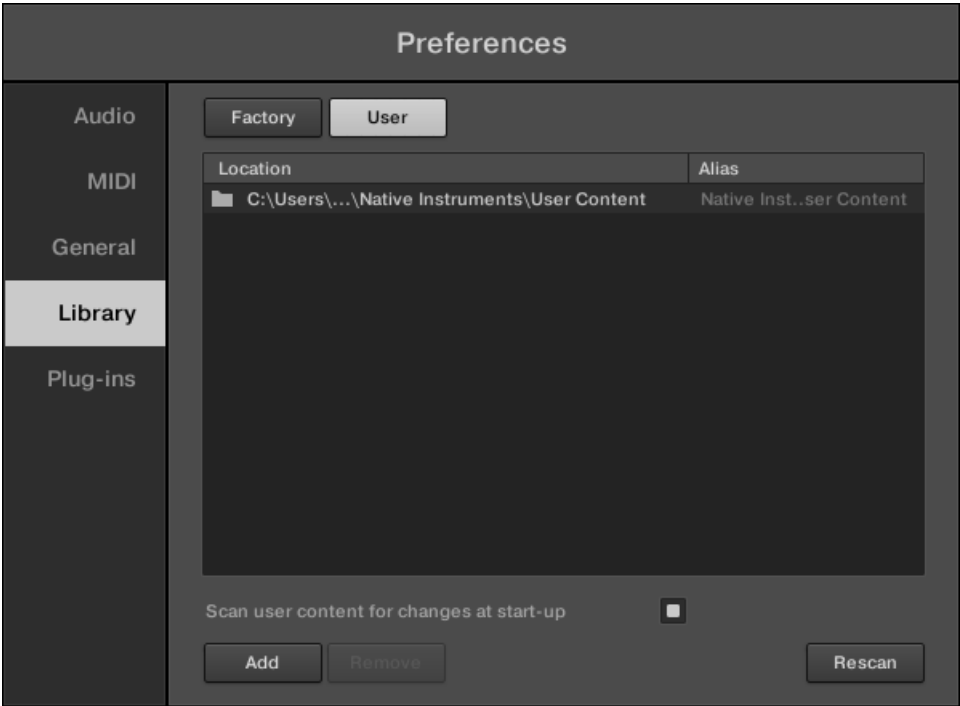 Preferences
Audio
MIDI
General
Library
Plug-ins
Factory User
Location Alias
C:\Users\...\Native Instruments\User Content Native Inst..ser Content
Scan user content for changes at start-up
Add Remove Rescan